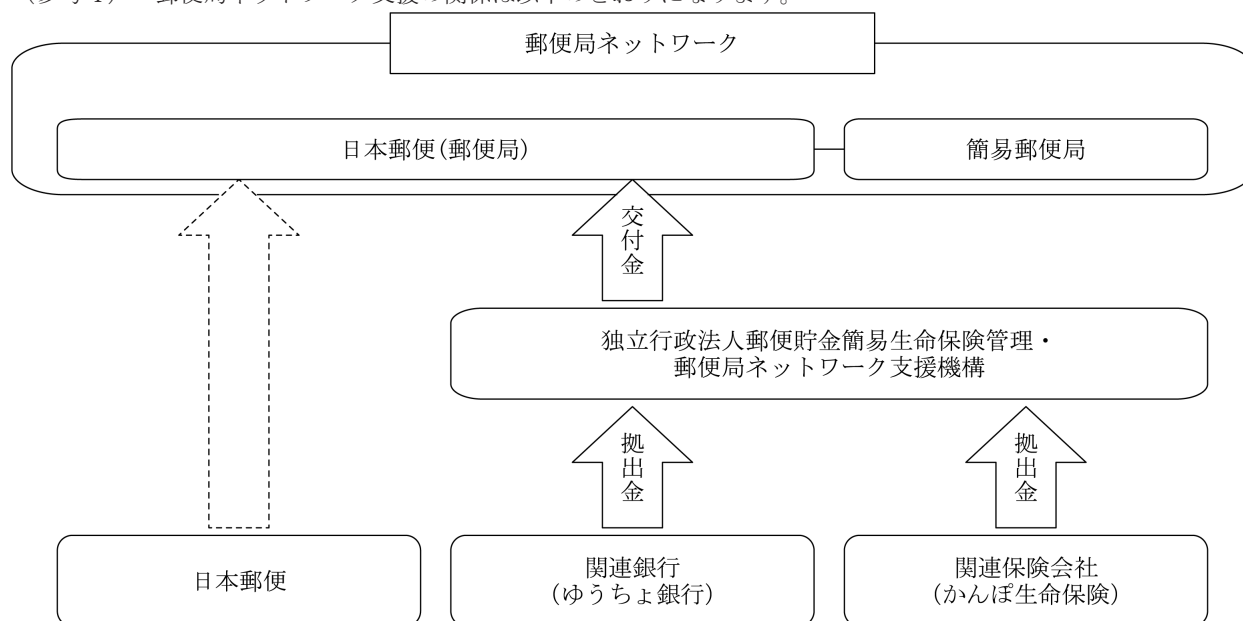 郵便局ネットワーク
日本郵便(郵便局)
簡易郵便局
交付金
独立行政法人郵便貯金簡易生命保険管理・
郵便局ネットワーク支援機構
拠出金
拠出金
日本郵便
関連銀行
(ゆうちょ銀行)
関連保険会社
(かんぽ生命保険)